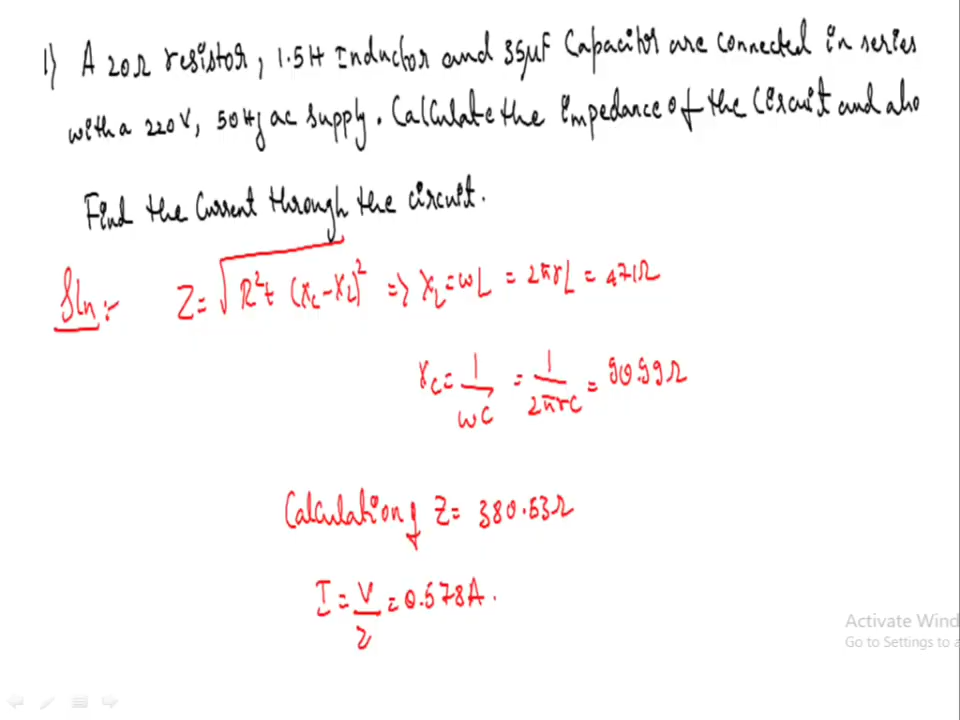 1) A 20Ω resistor, 1.5H Inductor and 35μF Capacitor are connected in series
with a 220V, 50Hz ac supply. Calculate the impedance of the circuit and also
Find the Current through the circuit.
Soln:- Z = √R²+(Xc-XL)² => XL = ωL = 2πνL = 471Ω
Xc = 1/ωC = 1/2πνC = 90.99Ω
Calculation of Z = 380.53Ω
I = V/Z = 0.578A.
Activate Wind
Go to Settings to a